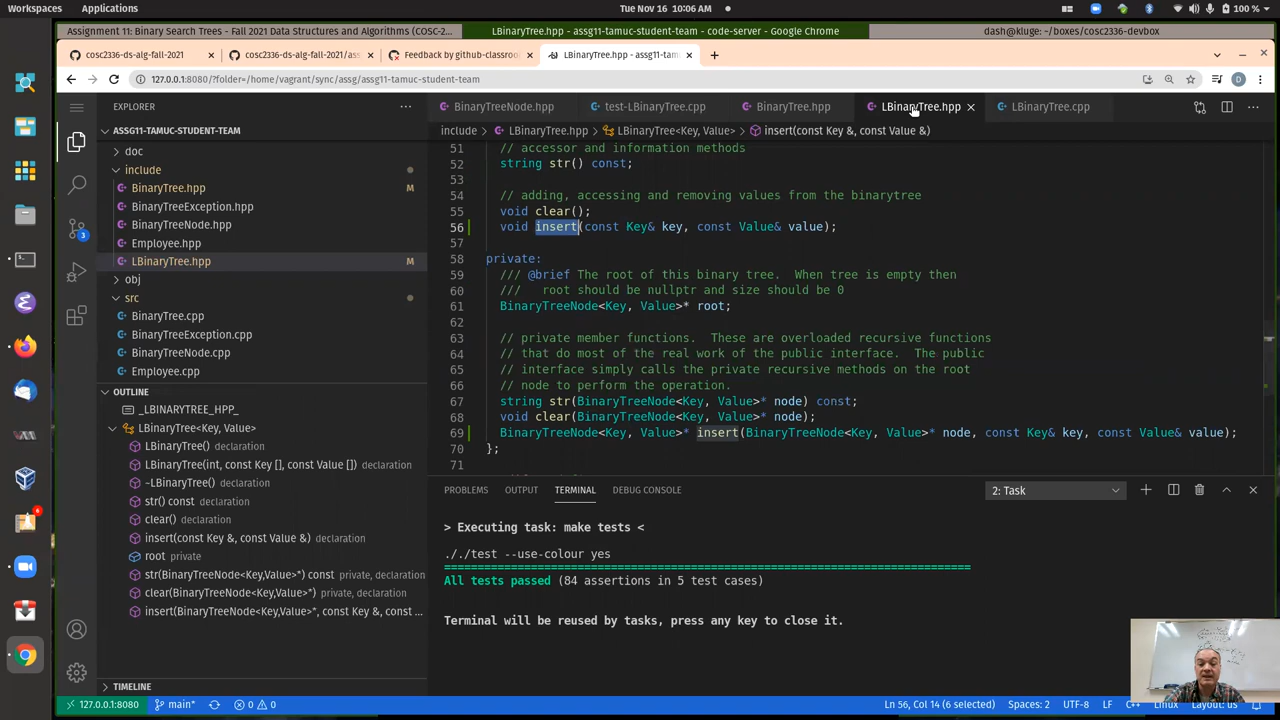 Workspaces
Applications
Tue Nov 16 10:06 AM
100 %
Assignment 11: Binary Search Trees - Fall 2021 Data Structures and Algorithms (COSC-2...
LBinaryTree.hpp - assg11-tamuc-student-team - code-server - Google Chrome
dash@kluge: ~/repos/boxes/cosc2336-devbox
cosc2336-ds-alg-fall-2021
cosc2336-ds-alg-fall-2021/ass
Feedback by github-classroo
LBinaryTree.hpp - assg11-tam
127.0.0.1:8080/?folder=/home/vagrant/sync/assg/assg11-tamuc-student-team
D
EXPLORER
BinaryTreeNode.hpp
test-LBinaryTree.cpp
BinaryTree.hpp
LBinaryTree.hpp
LBinaryTree.cpp
ASSG11-TAMUC-STUDENT-TEAM
include > LBinaryTree.hpp > LBinaryTree<Key, Value> > insert(const Key &, const Value &)
doc
include
BinaryTree.hpp M
BinaryTreeException.hpp
BinaryTreeNode.hpp
Employee.hpp
LBinaryTree.hpp M
obj
src
BinaryTree.cpp
BinaryTreeException.cpp
BinaryTreeNode.cpp
Employee.cpp
3
6
OUTLINE
_LBINARYTREE_HPP_
LBinaryTree<Key, Value>
LBinaryTree() declaration
LBinaryTree(int, const Key [], const Value []) declaration
~LBinaryTree() declaration
str() const declaration
clear() declaration
insert(const Key &, const Value &) declaration
root private
str(BinaryTreeNode<Key,Value>*) const private, declaration
clear(BinaryTreeNode<Key,Value>*) private, declaration
insert(BinaryTreeNode<Key,Value>*, const Key &, const ...
TIMELINE
51 // accessor and information methods
52 string str() const;
53
54 // adding, accessing and removing values from the binarytree
55 void clear();
56 void insert(const Key& key, const Value& value);
57
58 private:
59 /// @brief The root of this binary tree. When tree is empty then
60 /// root should be nullptr and size should be 0
61 BinaryTreeNode<Key, Value>* root;
62
63 // private member functions. These are overloaded recursive functions
64 // that do most of the real work of the public interface. The public
65 // interface simply calls the private recursive methods on the root
66 // node to perform the operation.
67 string str(BinaryTreeNode<Key, Value>* node) const;
68 void clear(BinaryTreeNode<Key, Value>* node);
69 BinaryTreeNode<Key, Value>* insert(BinaryTreeNode<Key, Value>* node, const Key& key, const Value& value);
70 };
71
PROBLEMS
OUTPUT
TERMINAL
DEBUG CONSOLE
2: Task
> Executing task: make tests <
././test --use-colour yes
All tests passed (84 assertions in 5 test cases)
Terminal will be reused by tasks, press any key to close it.
127.0.0.1:8080
main*
0
0
Ln 56, Col 14 (6 selected)
Spaces: 2
UTF-8
LF
C++
Linux
Layout: us